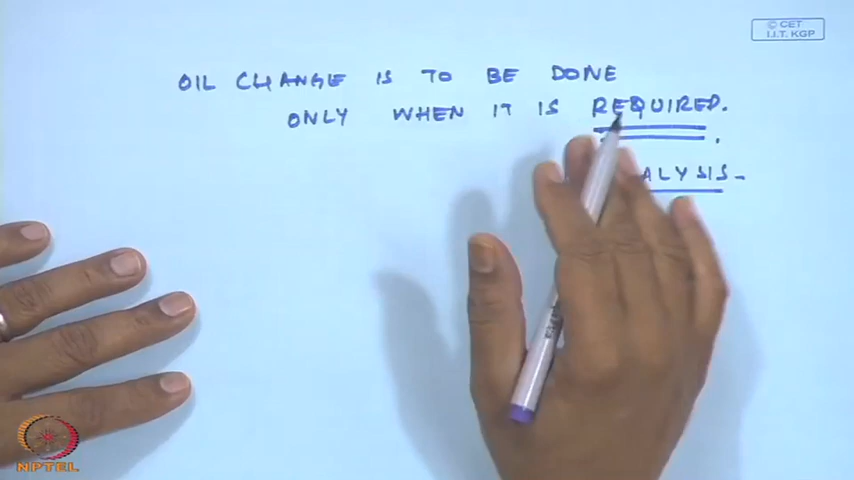 © CET
I.I.T. KGP
OIL CHANGE IS TO BE DONE
ONLY WHEN IT IS REQUIRED.
ALYSIS-
NPTEL